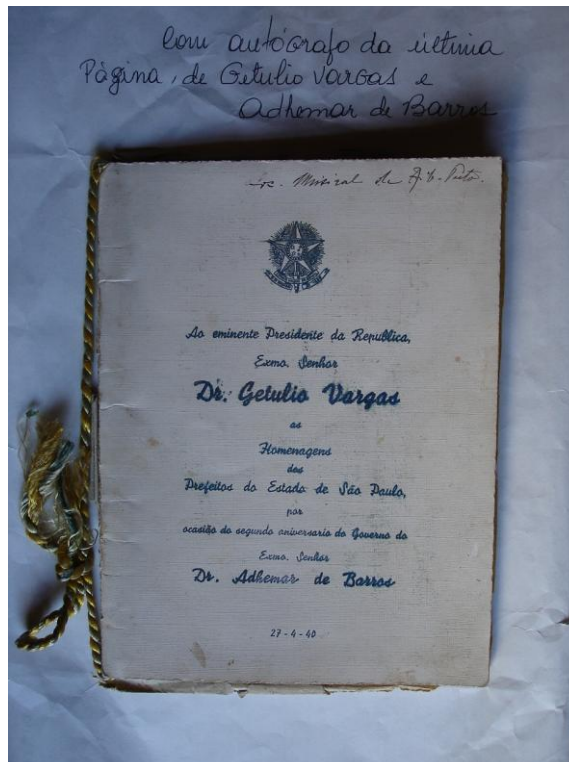 Com autógrafo da última
Página, de Getulio Vargas e
Adhemar de Barros
Musical de
Ao eminente Presidente da Republica,
Exmo. Senhor
Dr. Getulio Vargas
as
Homenagens
dos
Prefeitos do Estado de São Paulo,
por
ocasião do segundo aniversario do Governo do
Exmo. Senhor
Dr. Adhemar de Barros
27-4-40